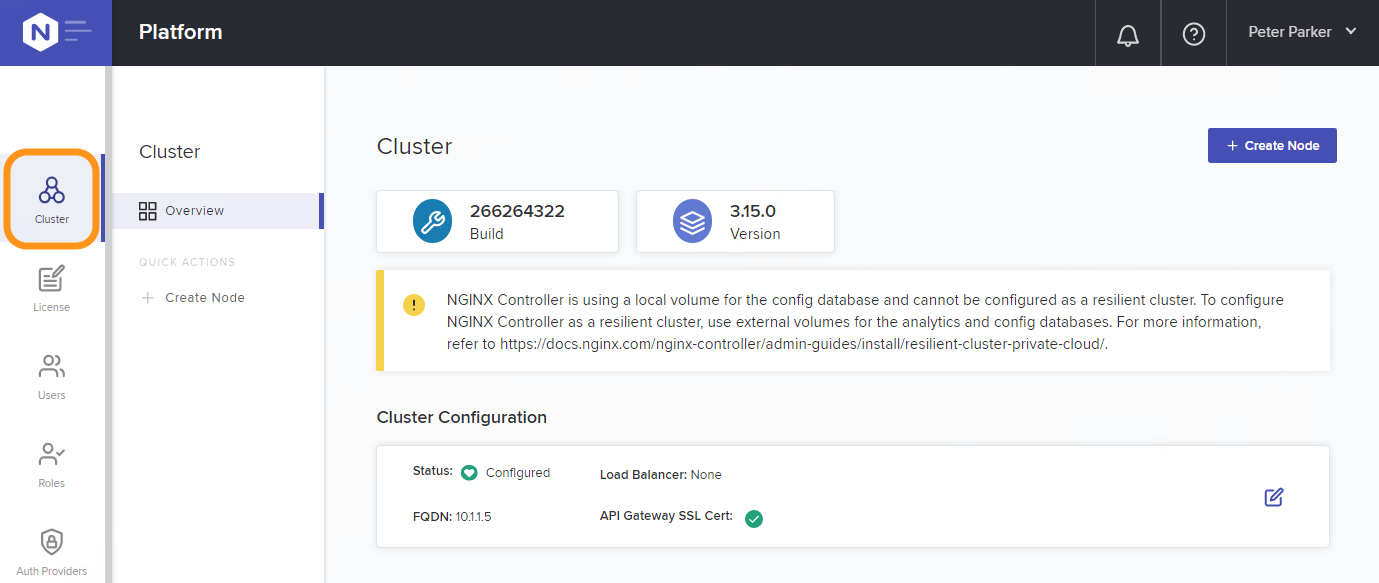 N
Platform
Peter Parker
Cluster
License
Users
Roles
Auth Providers
Cluster
Overview
QUICK ACTIONS
+ Create Node
Cluster
+ Create Node
266264322
Build
3.15.0
Version
NGINX Controller is using a local volume for the config database and cannot be configured as a resilient cluster. To configure
NGINX Controller as a resilient cluster, use external volumes for the analytics and config databases. For more information,
refer to https://docs.nginx.com/nginx-controller/admin-guides/install/resilient-cluster-private-cloud/.
Cluster Configuration
Status: Configured
Load Balancer: None
FQDN: 10.1.1.5
API Gateway SSL Cert: